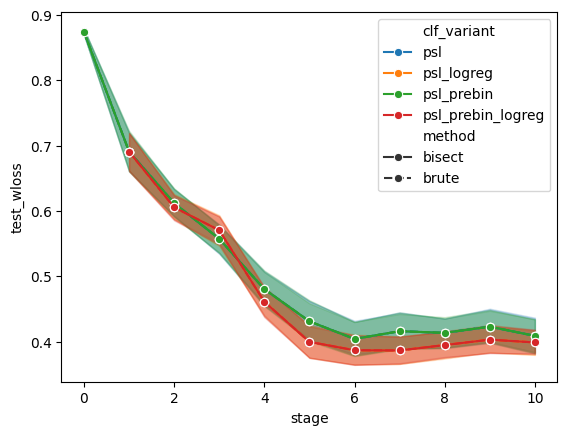 0.9
0.8
0.7
0.6
0.5
0.4
test_wloss
clf_variant
psl
psl_logreg
psl_prebin
psl_prebin_logreg
method
bisect
brute
0 2 4 6 8 10
stage